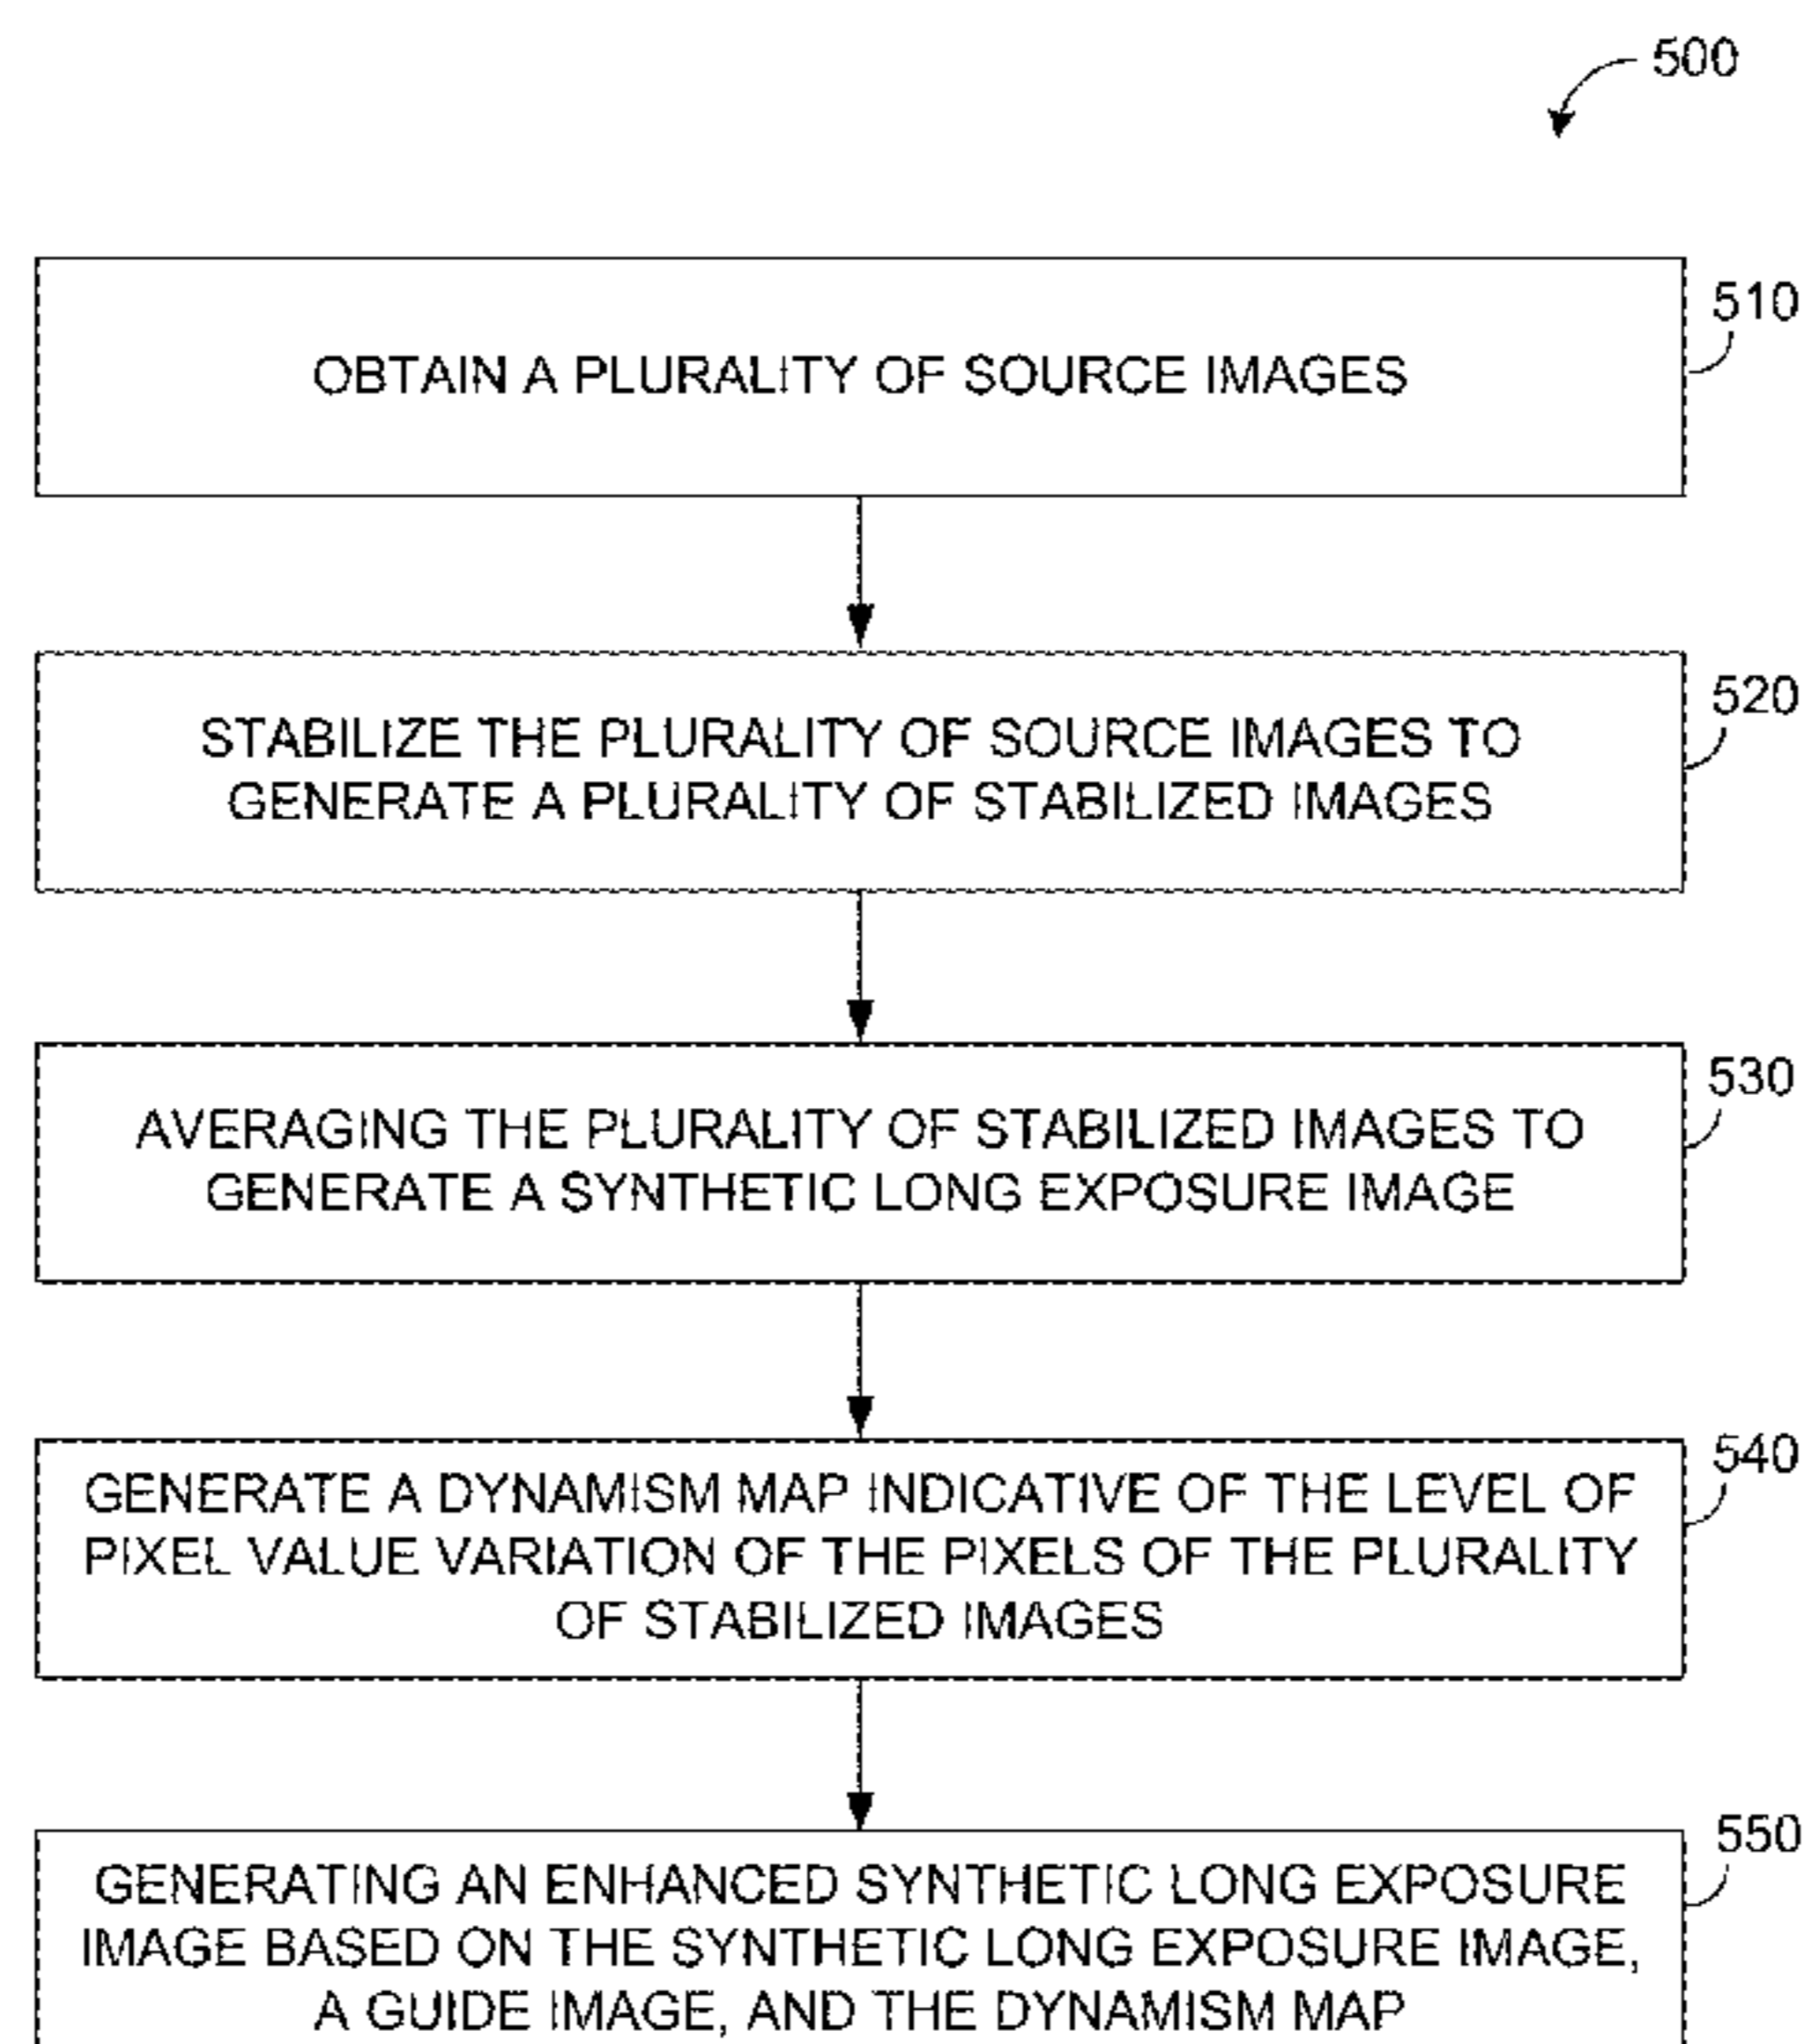 500
510
OBTAIN A PLURALITY OF SOURCE IMAGES
520
STABILIZE THE PLURALITY OF SOURCE IMAGES TO
GENERATE A PLURALITY OF STABILIZED IMAGES
530
AVERAGING THE PLURALITY OF STABILIZED IMAGES TO
GENERATE A SYNTHETIC LONG EXPOSURE IMAGE
540
GENERATE A DYNAMISM MAP INDICATIVE OF THE LEVEL OF
PIXEL VALUE VARIATION OF THE PIXELS OF THE PLURALITY
OF STABILIZED IMAGES
550
GENERATING AN ENHANCED SYNTHETIC LONG EXPOSURE
IMAGE BASED ON THE SYNTHETIC LONG EXPOSURE IMAGE,
A GUIDE IMAGE, AND THE DYNAMISM MAP